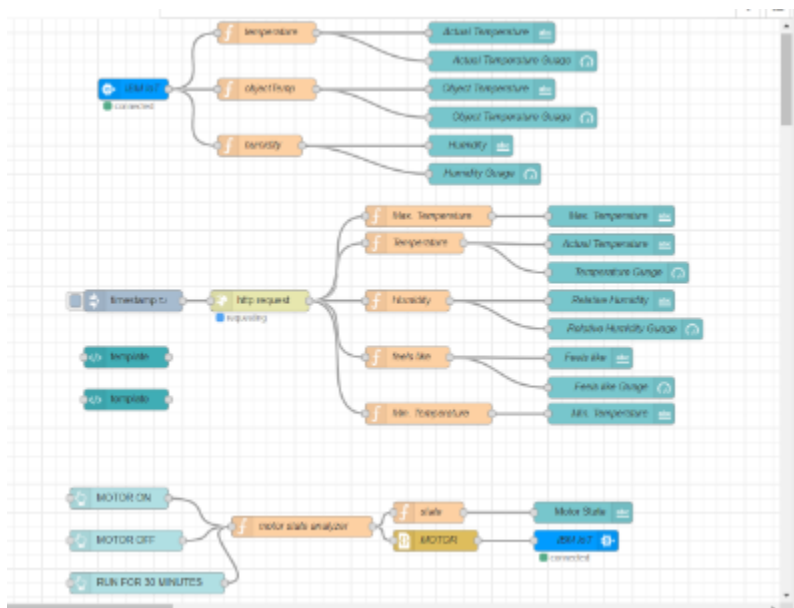 temperature
Actual Temperature
Actual Temperature Guage
IBM IoT
connected
objectTemp
Object Temperature
Object Temperature Guage
humidity
Humidity
Humidity Guage
Max. Temperature
Max. Temperature
Temperature
Actual Temperature
Temperature Guage
timestamp ↻
http request
requesting
Humidity
Relative Humidity
Relative Humidity Guage
template
feels like
Feels like
Feels like Guage
template
Min. Temperature
Min. Temperature
MOTOR ON
motor state analyzer
state
Motor State
MOTOR OFF
MOTOR
IBM IoT
connected
RUN FOR 30 MINUTES